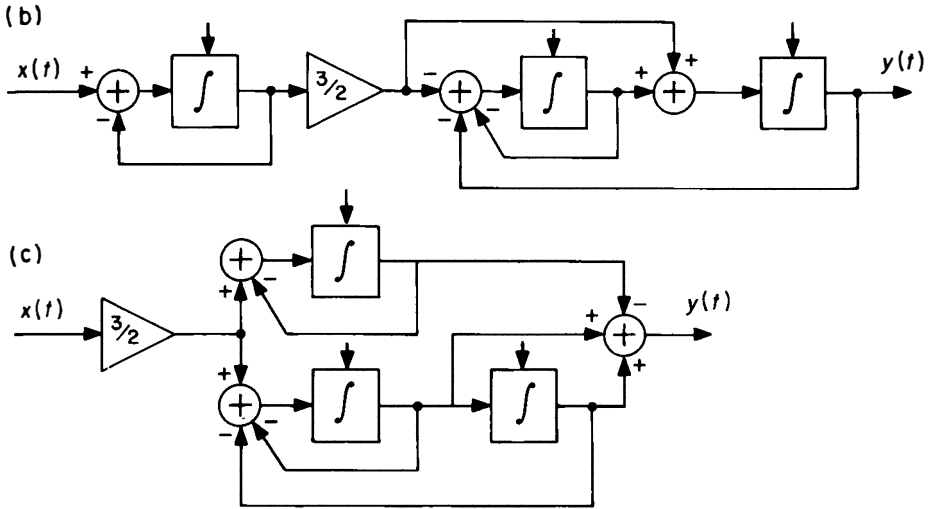 (b)
x(t) + − ∫ 3/2 − − − ∫ + + + ∫ y(t)
(c)
x(t) 3/2 + + − ∫ − + y(t)
+ + − − ∫ ∫ + +